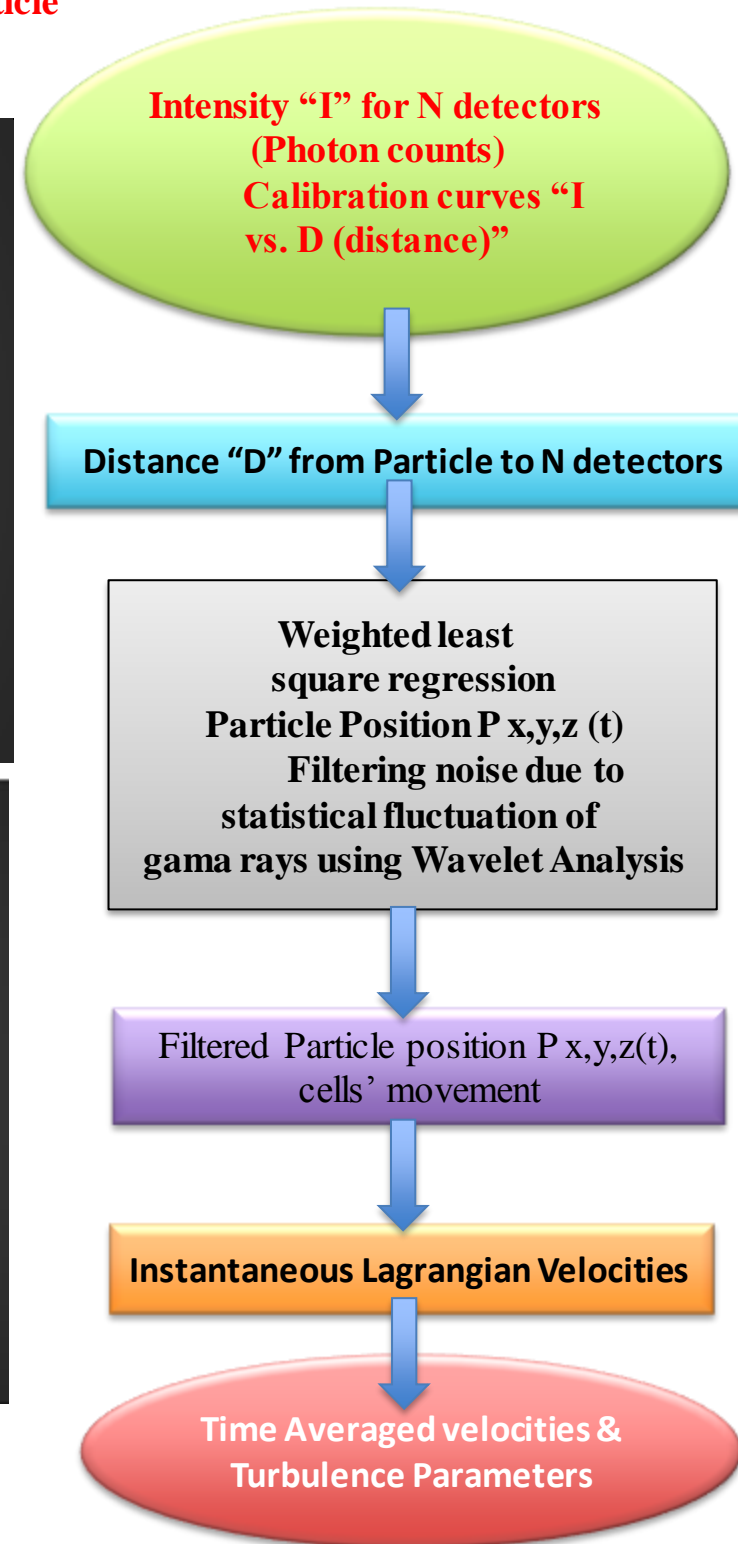 Intensity “I” for N detectors
(Photon counts)
Calibration curves “I
vs. D (distance)”
Distance “D” from Particle to N detectors
Weighted least
square regression
Particle Position P x,y,z (t)
Filtering noise due to
statistical fluctuation of
gama rays using Wavelet Analysis
Filtered Particle position P x,y,z(t),
cells’ movement
Instantaneous Lagrangian Velocities
Time Averaged velocities &
Turbulence Parameters